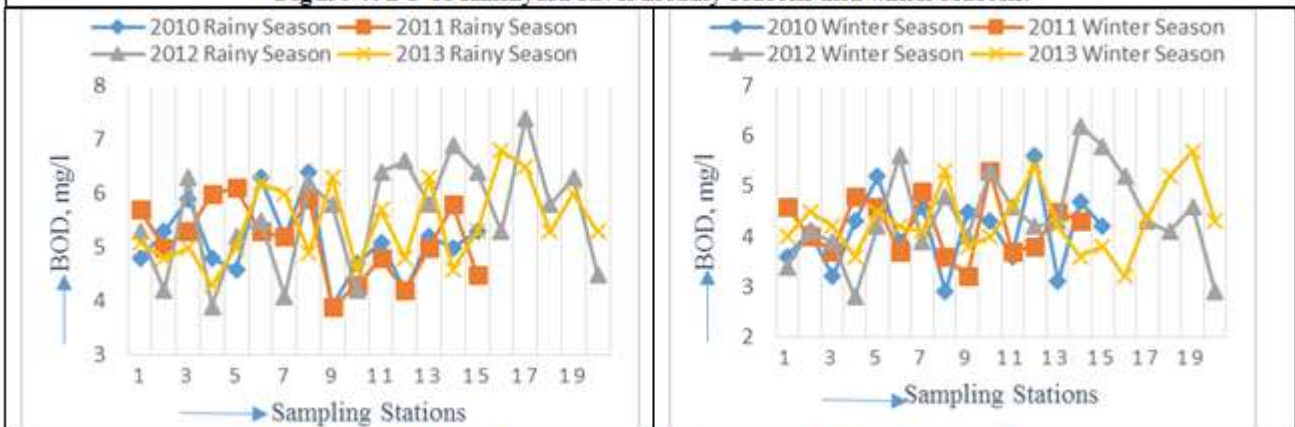 2010 Rainy Season 2011 Rainy Season
2012 Rainy Season 2013 Rainy Season
8
7
6
5
4
3
BOD, mg/l
1 3 5 7 9 11 13 15 17 19
Sampling Stations
2010 Winter Season 2011 Winter Season
2012 Winter Season 2013 Winter Season
7
6
5
4
3
2
BOD, mg/l
1 3 5 7 9 11 13 15 17 19
Sampling Stations